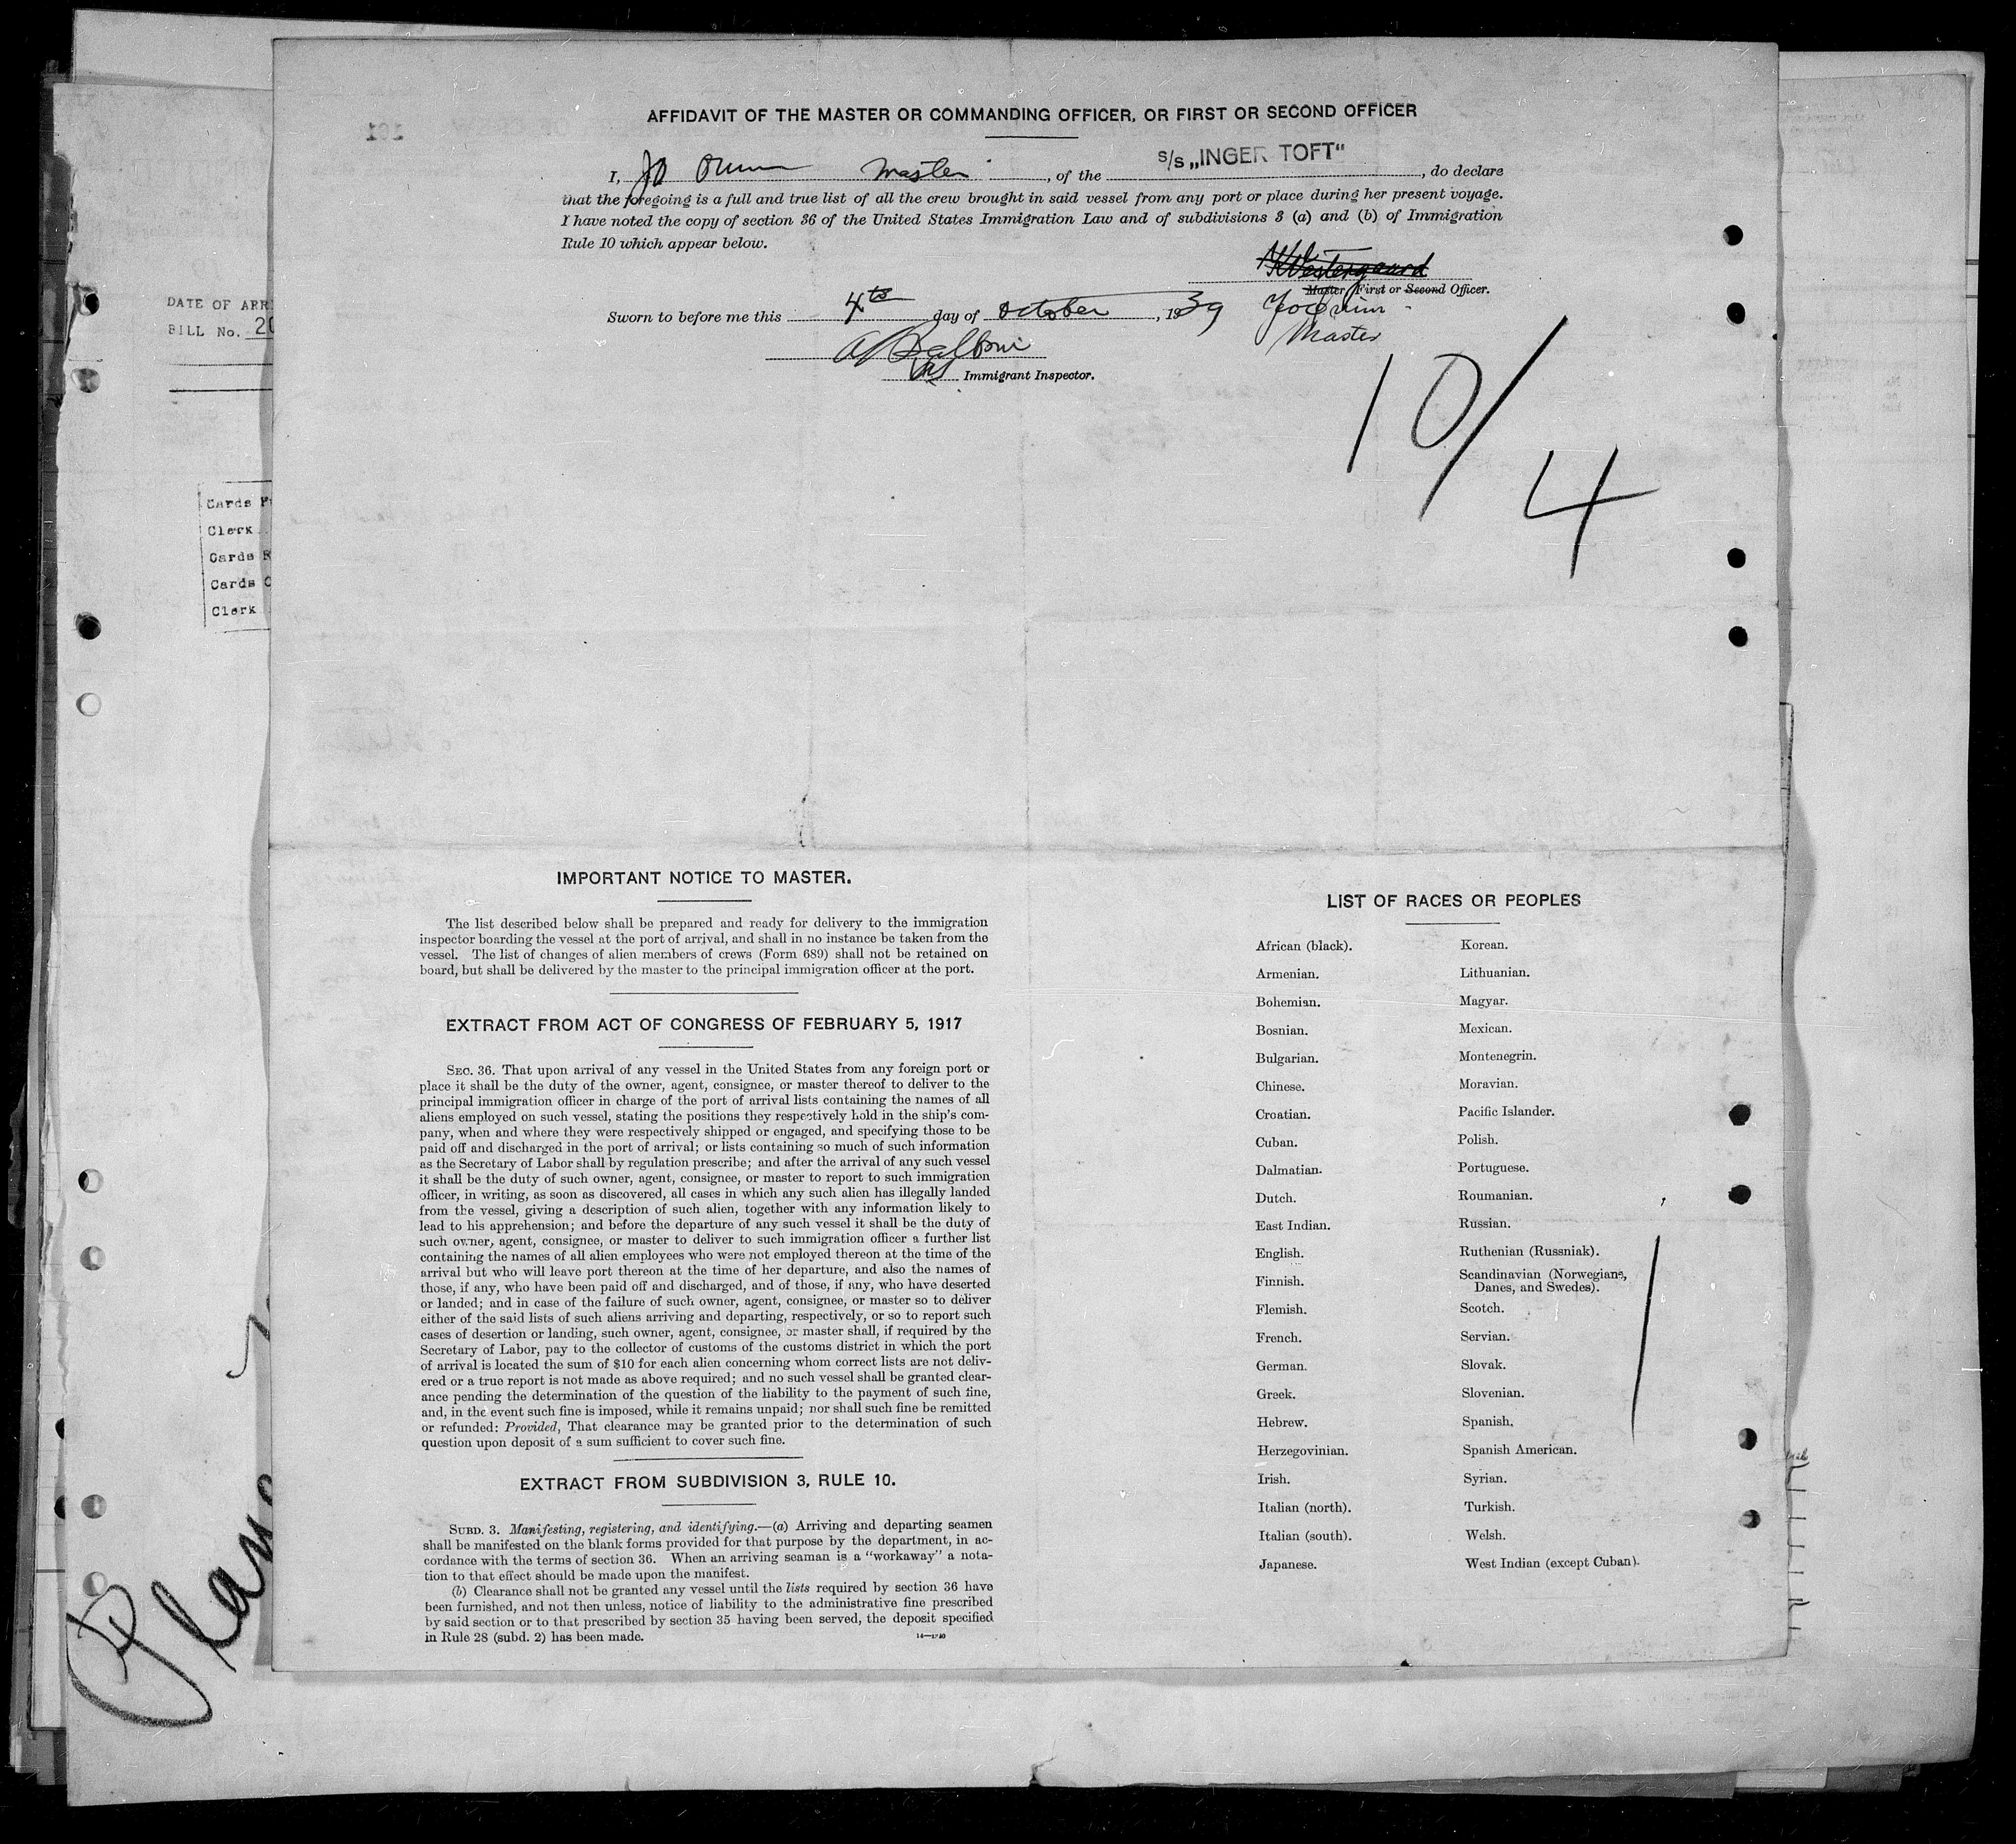 AFFIDAVIT OF THE MASTER OR COMMANDING OFFICER, OR FIRST OR SECOND OFFICER
I, Master, of the s/s „INGER TOFT“, do declare
that the foregoing is a full and true list of all the crew brought in said vessel from any port or place during her present voyage.
I have noted the copy of section 36 of the United States Immigration Law and of subdivisions 3 (a) and (b) of Immigration
Rule 10 which appear below.
Westergaard
Master, First or Second Officer.
Sworn to before me this 4th day of October, 1939
Master
Immigrant Inspector.
10/4
161
DATE OF ARR
BILL No. 20
Cards
Clerk
Cards R
Cards C
Clerk
IMPORTANT NOTICE TO MASTER.
The list described below shall be prepared and ready for delivery to the immigration
inspector boarding the vessel at the port of arrival, and shall in no instance be taken from the
vessel. The list of changes of alien members of crews (Form 689) shall not be retained on
board, but shall be delivered by the master to the principal immigration officer at the port.
EXTRACT FROM ACT OF CONGRESS OF FEBRUARY 5, 1917
SEC. 36. That upon arrival of any vessel in the United States from any foreign port or
place it shall be the duty of the owner, agent, consignee, or master thereof to deliver to the
principal immigration officer in charge of the port of arrival lists containing the names of all
aliens employed on such vessel, stating the positions they respectively hold in the ship's com-
pany, when and where they were respectively shipped or engaged, and specifying those to be
paid off and discharged in the port of arrival; or lists containing so much of such information
as the Secretary of Labor shall by regulation prescribe; and after the arrival of any such vessel
it shall be the duty of such owner, agent, consignee, or master to report to such immigration
officer, in writing, as soon as discovered, all cases in which any such alien has illegally landed
from the vessel, giving a description of such alien, together with any information likely to
lead to his apprehension; and before the departure of any such vessel it shall be the duty of
such owner, agent, consignee, or master to deliver to such immigration officer a further list
containing the names of all alien employees who were not employed thereon at the time of the
arrival but who will leave port thereon at the time of her departure, and also the names of
those, if any, who have been paid off and discharged, and of those, if any, who have deserted
or landed; and in case of the failure of such owner, agent, consignee, or master so to deliver
either of the said lists of such aliens arriving and departing, respectively, or so to report such
cases of desertion or landing, such owner, agent, consignee, or master shall, if required by the
Secretary of Labor, pay to the collector of customs of the customs district in which the port
of arrival is located the sum of $10 for each alien concerning whom correct lists are not deliv-
ered or a true report is not made as above required; and no such vessel shall be granted clear-
ance pending the determination of the question of the liability to the payment of such fine,
and, in the event such fine is imposed, while it remains unpaid; nor shall such fine be remitted
or refunded: Provided, That clearance may be granted prior to the determination of such
question upon deposit of a sum sufficient to cover such fine.
EXTRACT FROM SUBDIVISION 3, RULE 10.
SUBD. 3. Manifesting, registering, and identifying.—(a) Arriving and departing seamen
shall be manifested on the blank forms provided for that purpose by the department, in ac-
cordance with the terms of section 36. When an arriving seaman is a "workaway" a nota-
tion to that effect should be made upon the manifest.
(b) Clearance shall not be granted any vessel until the lists required by section 36 have
been furnished, and not then unless, notice of liability to the administrative fine prescribed
by said section or to that prescribed by section 35 having been served, the deposit specified
in Rule 28 (subd. 2) has been made.
LIST OF RACES OR PEOPLES
African (black). Korean.
Armenian. Lithuanian.
Bohemian. Magyar.
Bosnian. Mexican.
Bulgarian. Montenegrin.
Chinese. Moravian.
Croatian. Pacific Islander.
Cuban. Polish.
Dalmatian. Portuguese.
Dutch. Roumanian.
East Indian. Russian.
English. Ruthenian (Russniak).
Finnish. Scandinavian (Norwegians,
Danes, and Swedes).
Flemish. Scotch.
French. Servian.
German. Slovak.
Greek. Slovenian.
Hebrew. Spanish.
Herzegovinian. Spanish American.
Irish. Syrian.
Italian (north). Turkish.
Italian (south). Welsh.
Japanese. West Indian (except Cuban).